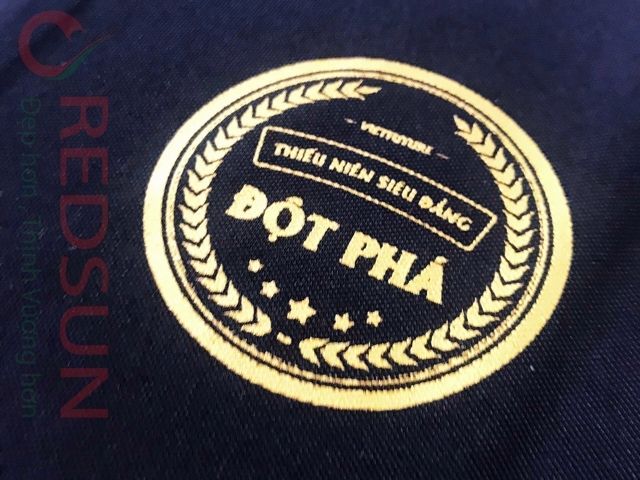 VIETFUTURE
THIẾU NIÊN SIÊU ĐẲNG
ĐỘT PHÁ
REDSUN
Đẹp hơn, Thịnh Vượng hơn